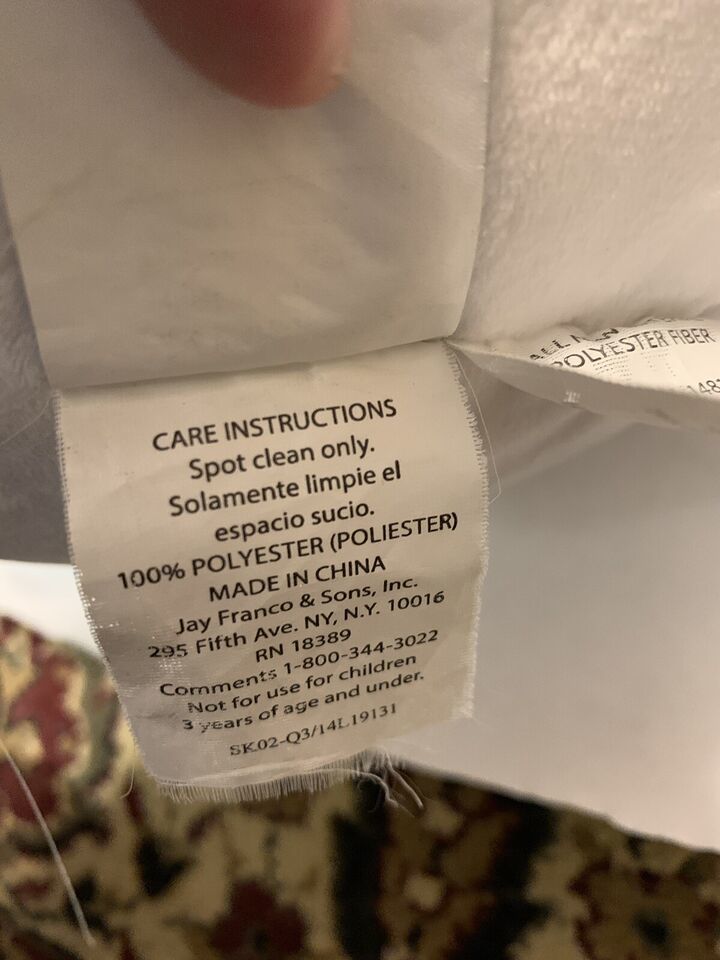 CARE INSTRUCTIONS
Spot clean only.
Solamente limpie el
espacio sucio.
100% POLYESTER (POLIESTER)
MADE IN CHINA
Jay Franco & Sons, Inc.
295 Fifth Ave. NY, N.Y. 10016
RN 18389
Comments 1-800-344-3022
Not for use for children
3 years of age and under.
SK02-Q3/14L19131
ALL
POLYESTER FIBER